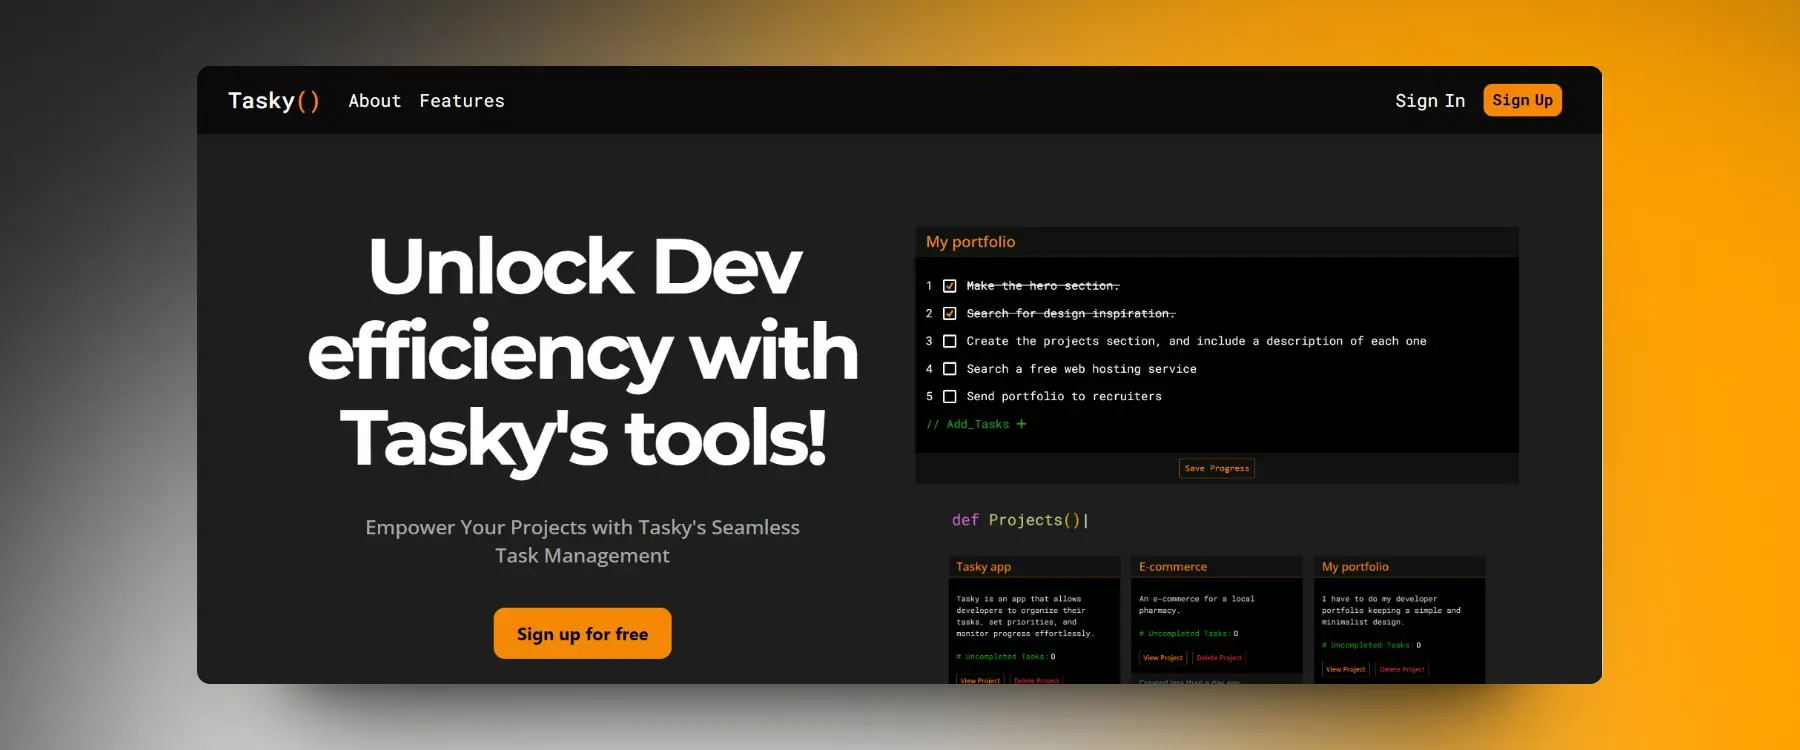 Tasky() About Features Sign In Sign Up
Unlock Dev
efficiency with
Tasky's tools!
Empower Your Projects with Tasky's Seamless
Task Management
Sign up for free
My portfolio
1 Make the hero section.
2 Search for design inspiration.
3 Create the projects section, and include a description of each one
4 Search a free web hosting service
5 Send portfolio to recruiters
// Add_Tasks +
Save Progress
def Projects()|
Tasky app
Tasky is an app that allows
developers to organize their
tasks, set priorities, and
monitor progress effortlessly.
# Uncompleted Tasks: 0
View Project Delete Project
E-commerce
An e-commerce for a local
pharmacy.
# Uncompleted Tasks: 0
View Project Delete Project
Created less than a day ago
My portfolio
I have to do my developer
portfolio keeping a simple and
minimalist design.
# Uncompleted Tasks: 0
View Project Delete Project